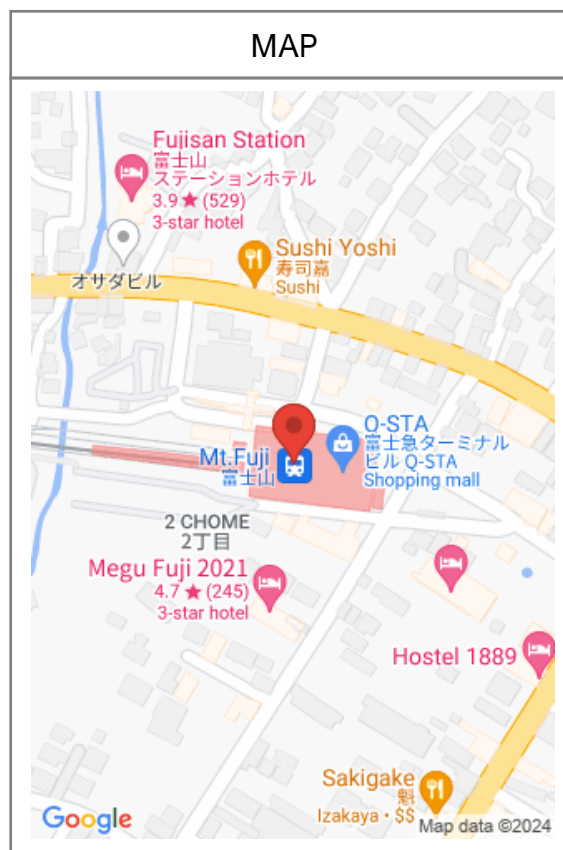 MAP
Fujisan Station
富士山
ステーションホテル
3.9★ (529)
3-star hotel
Sushi Yoshi
寿司嘉
Sushi
オサダビル
Q-STA
富士急ターミナル
ビル Q-STA
Shopping mall
Mt.Fuji
富士山
2 CHOME
2丁目
Megu Fuji 2021
4.7★ (245)
3-star hotel
Hostel 1889
Sakigake
魁
Izakaya • $$
Google
Map data ©2024